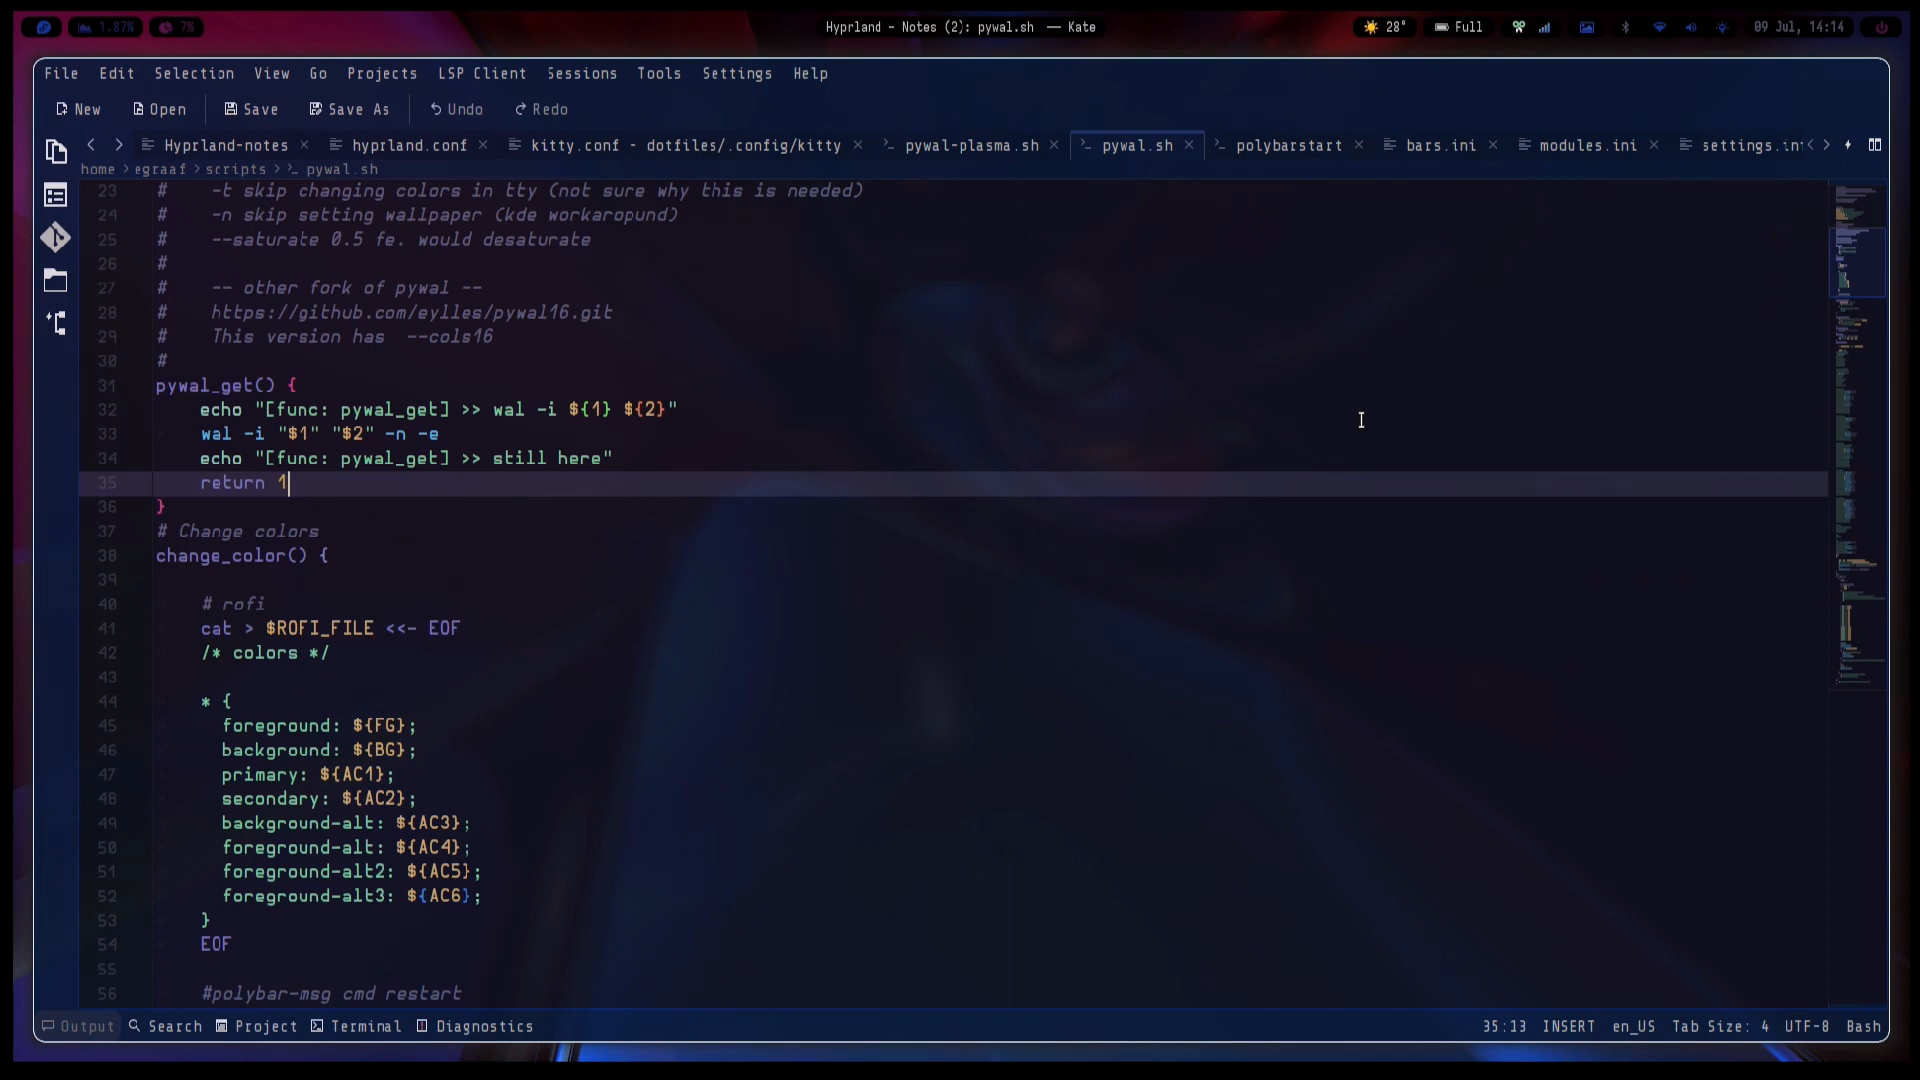 1.87%
7%
Hyprland - Notes (2): pywal.sh — Kate
28°
Full
09 Jul, 14:14
File Edit Selection View Go Projects LSP Client Sessions Tools Settings Help
New Open Save Save As Undo Redo
Hyprland-notes hyprland.conf kitty.conf - dotfiles/.config/kitty pywal-plasma.sh pywal.sh polybarstart bars.ini modules.ini settings.in
home > egraaf > scripts > pywal.sh
23 # -t skip changing colors in tty (not sure why this is needed)
24 # -n skip setting wallpaper (kde workaropund)
25 # --saturate 0.5 fe. would desaturate
26 #
27 # -- other fork of pywal --
28 # https://github.com/eylles/pywal16.git
29 # This version has --cols16
30 #
31 pywal_get() {
32 echo "[func: pywal_get] >> wal -i ${1} ${2}"
33 wal -i "$1" "$2" -n -e
34 echo "[func: pywal_get] >> still here"
35 return 1
36 }
37 # Change colors
38 change_color() {
39
40 # rofi
41 cat > $ROFI_FILE <<- EOF
42 /* colors */
43
44 * {
45 foreground: ${FG};
46 background: ${BG};
47 primary: ${AC1};
48 secondary: ${AC2};
49 background-alt: ${AC3};
50 foreground-alt: ${AC4};
51 foreground-alt2: ${AC5};
52 foreground-alt3: ${AC6};
53 }
54 EOF
55
56 #polybar-msg cmd restart
Output Search Project Terminal Diagnostics
35:13 INSERT en_US Tab Size: 4 UTF-8 Bash